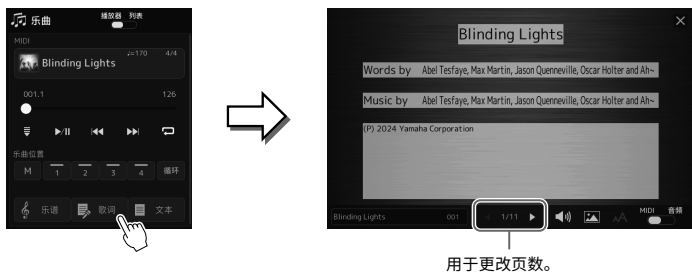 乐曲
播放器 列表
MIDI
Blinding Lights
♩=170 4/4
001.1 126
乐曲位置
M 1 2 3 4 循环
乐谱 歌词 文本
Blinding Lights
Words by Abel Tesfaye, Max Martin, Jason Quenneville, Oscar Holter and Ah~
Music by Abel Tesfaye, Max Martin, Jason Quenneville, Oscar Holter and Ah~
(P) 2024 Yamaha Corporation
Blinding Lights 001 1/11 AA MIDI 音频
用于更改页数。